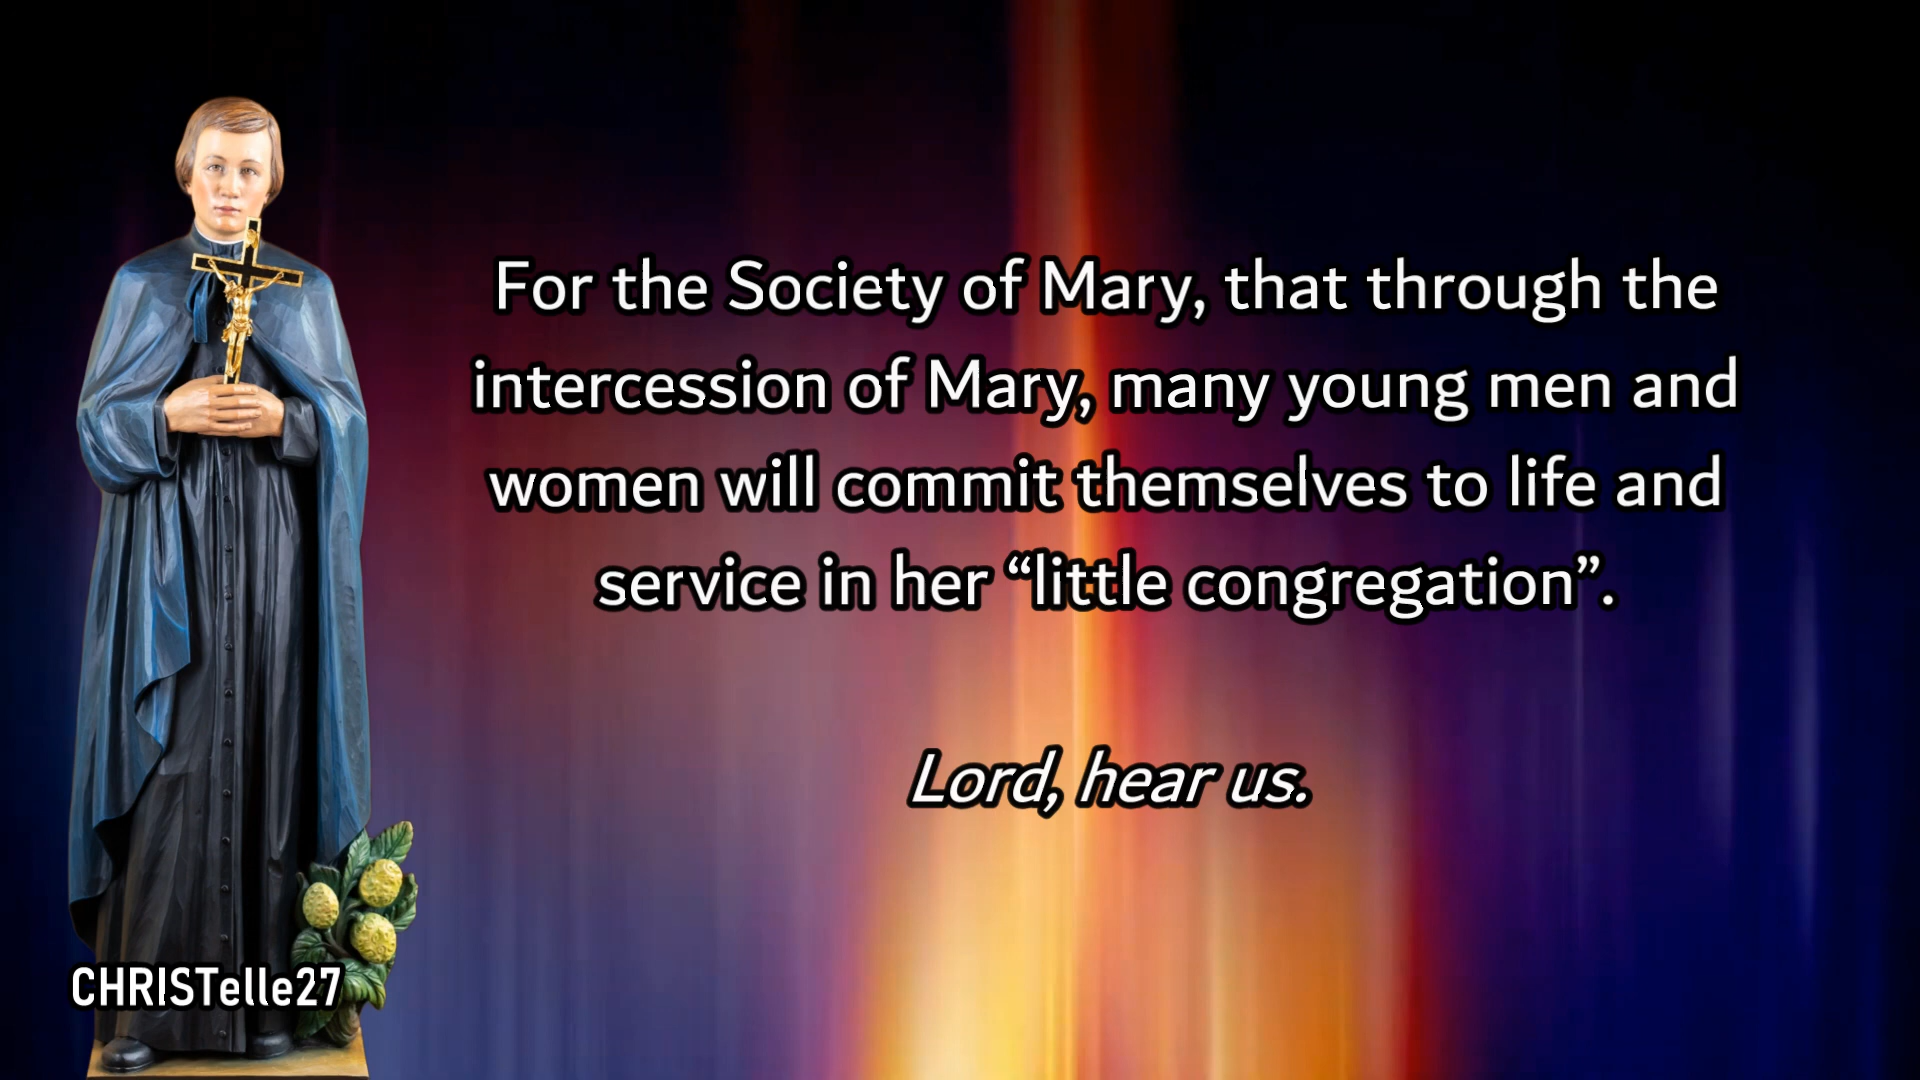 For the Society of Mary, that through the
intercession of Mary, many young men and
women will commit themselves to life and
service in her “little congregation”.
Lord, hear us.
CHRISTelle27